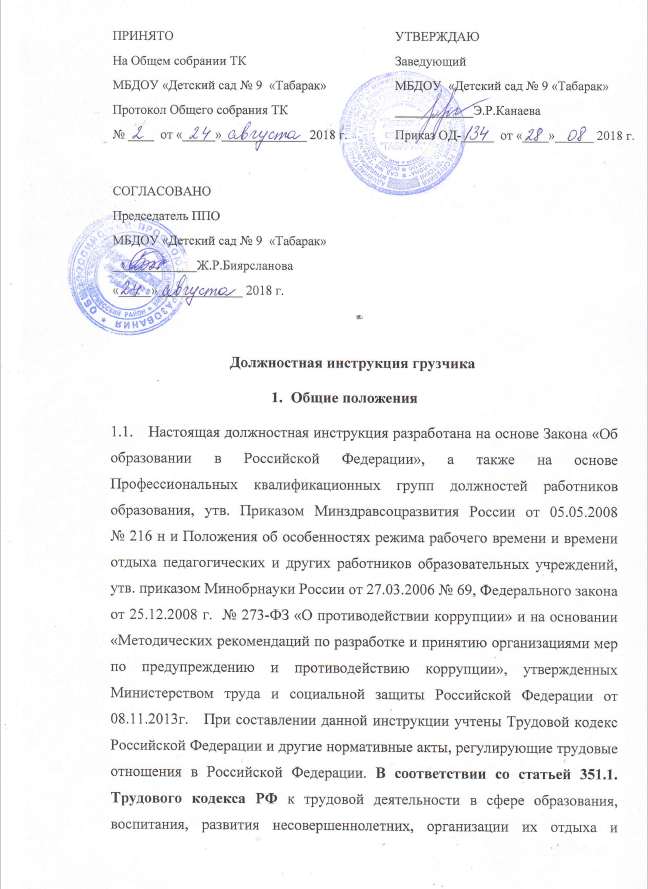 ПРИНЯТО
На Общем собрании ТК
МБДОУ «Детский сад № 9 «Табарак»
Протокол Общего собрания ТК
№ 2 от « 24 » августа 2018 г.
УТВЕРЖДАЮ
Заведующий
МБДОУ «Детский сад № 9 «Табарак»
Э.Р.Канаева
Приказ ОД-134 от « 28 » 08 2018 г.
СОГЛАСОВАНО
Председатель ППО
МБДОУ «Детский сад № 9 «Табарак»
Ж.Р.Биярсланова
« 24 » августа 2018 г.
Должностная инструкция грузчика
1. Общие положения
1.1. Настоящая должностная инструкция разработана на основе Закона «Об
образовании в Российской Федерации», а также на основе
Профессиональных квалификационных групп должностей работников
образования, утв. Приказом Минздравсоцразвития России от 05.05.2008
№ 216 н и Положения об особенностях режима рабочего времени и времени
отдыха педагогических и других работников образовательных учреждений,
утв. приказом Минобрнауки России от 27.03.2006 № 69, Федерального закона
от 25.12.2008 г. № 273-ФЗ «О противодействии коррупции» и на основании
«Методических рекомендаций по разработке и принятию организациями мер
по предупреждению и противодействию коррупции», утвержденных
Министерством труда и социальной защиты Российской Федерации от
08.11.2013г. При составлении данной инструкции учтены Трудовой кодекс
Российской Федерации и другие нормативные акты, регулирующие трудовые
отношения в Российской Федерации. В соответствии со статьей 351.1.
Трудового кодекса РФ к трудовой деятельности в сфере образования,
воспитания, развития несовершеннолетних, организации их отдыха и